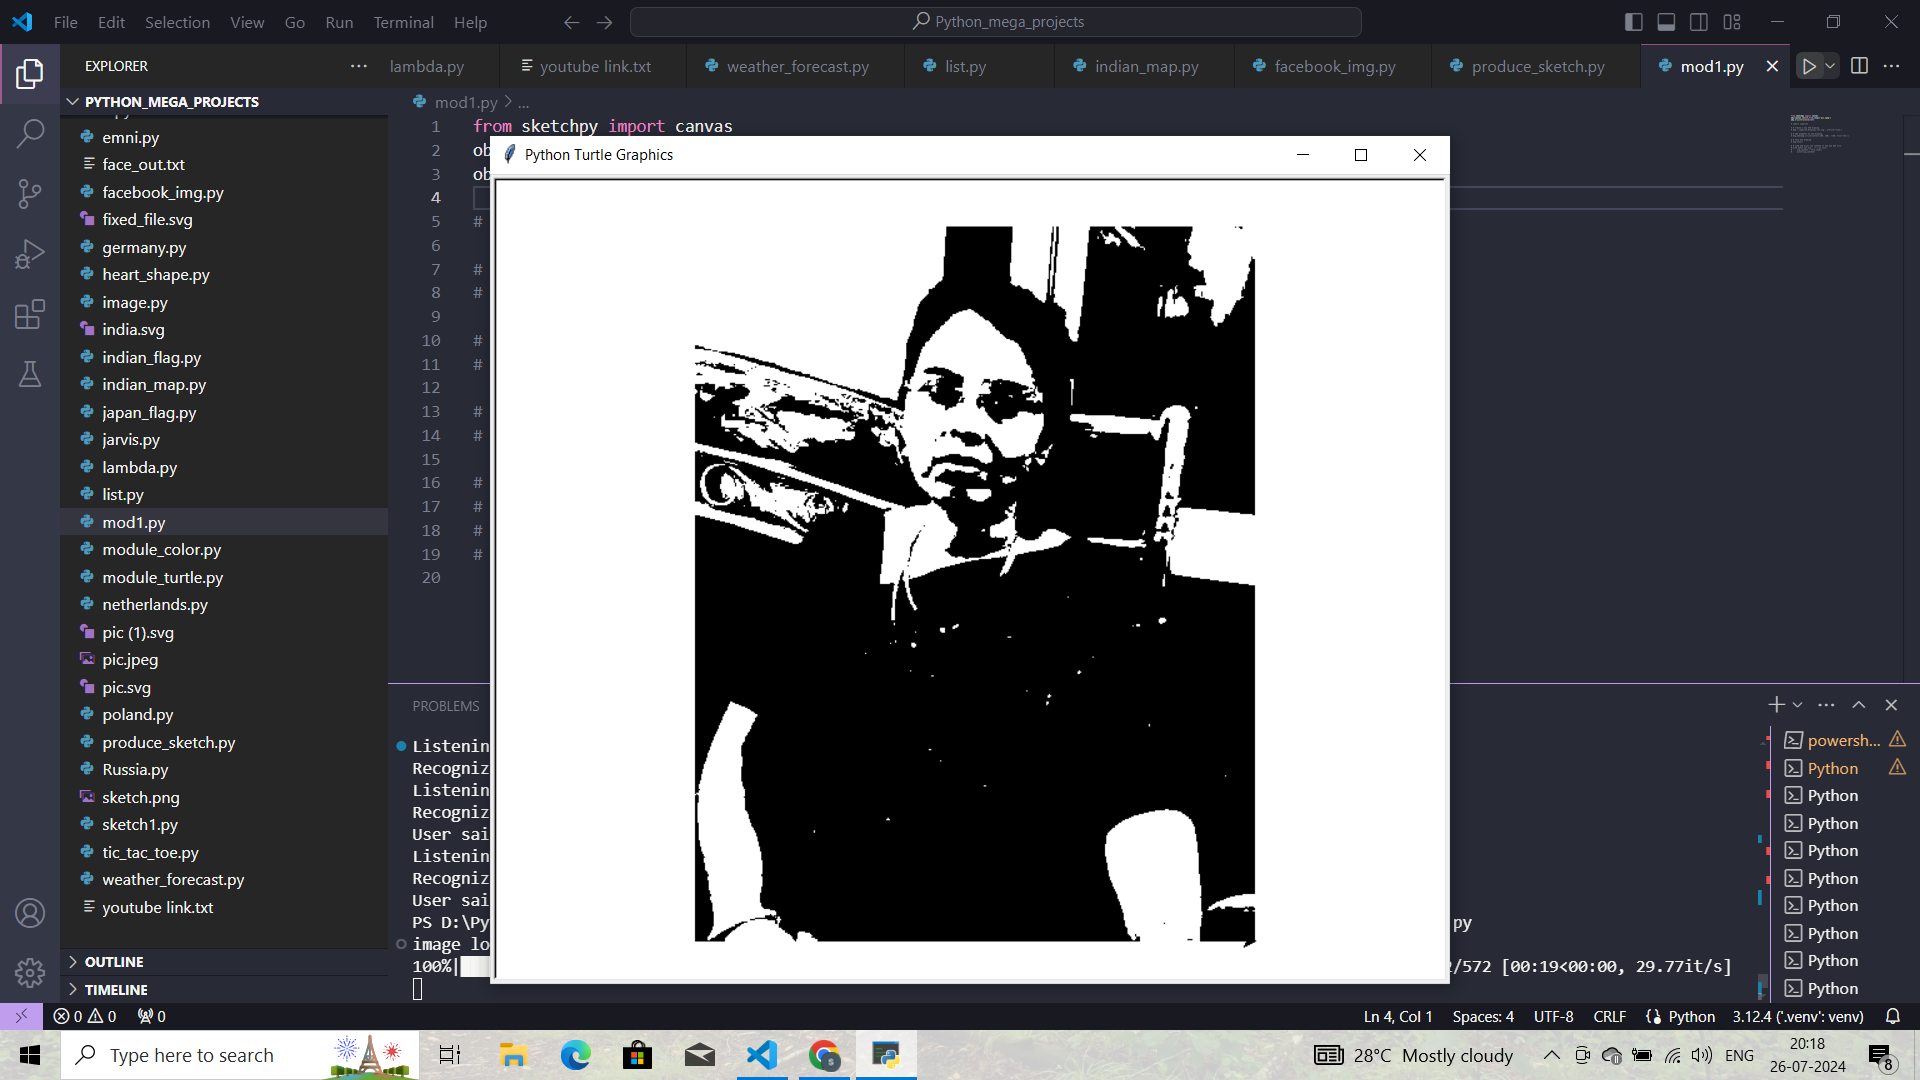 File Edit Selection View Go Run Terminal Help
Python_mega_projects
EXPLORER
lambda.py youtube link.txt weather_forecast.py list.py indian_map.py facebook_img.py produce_sketch.py mod1.py
PYTHON_MEGA_PROJECTS
emni.py
face_out.txt
facebook_img.py
fixed_file.svg
germany.py
heart_shape.py
image.py
india.svg
indian_flag.py
indian_map.py
japan_flag.py
jarvis.py
lambda.py
list.py
mod1.py
module_color.py
module_turtle.py
netherlands.py
pic (1).svg
pic.jpeg
pic.svg
poland.py
produce_sketch.py
Russia.py
sketch.png
sketch1.py
tic_tac_toe.py
weather_forecast.py
youtube link.txt
OUTLINE
TIMELINE
mod1.py > ...
1 from sketchpy import canvas
2 ob
3 ob
4
5 #
6
7 #
8 #
9
10 #
11 #
12
13 #
14 #
15
16 #
17 #
18 #
19 #
20
Python Turtle Graphics
PROBLEMS
Listenin
Recogniz
Listenin
Recogniz
User sai
Listenin
Recogniz
User sai
PS D:\Py py
image lo
100%| /572 [00:19<00:00, 29.77it/s]
powersh...
Python
Python
Python
Python
Python
Python
Python
Python
Python
0 0 0
Ln 4, Col 1 Spaces: 4 UTF-8 CRLF Python 3.12.4 ('.venv': venv)
Type here to search
28°C Mostly cloudy
ENG
20:18
26-07-2024
8